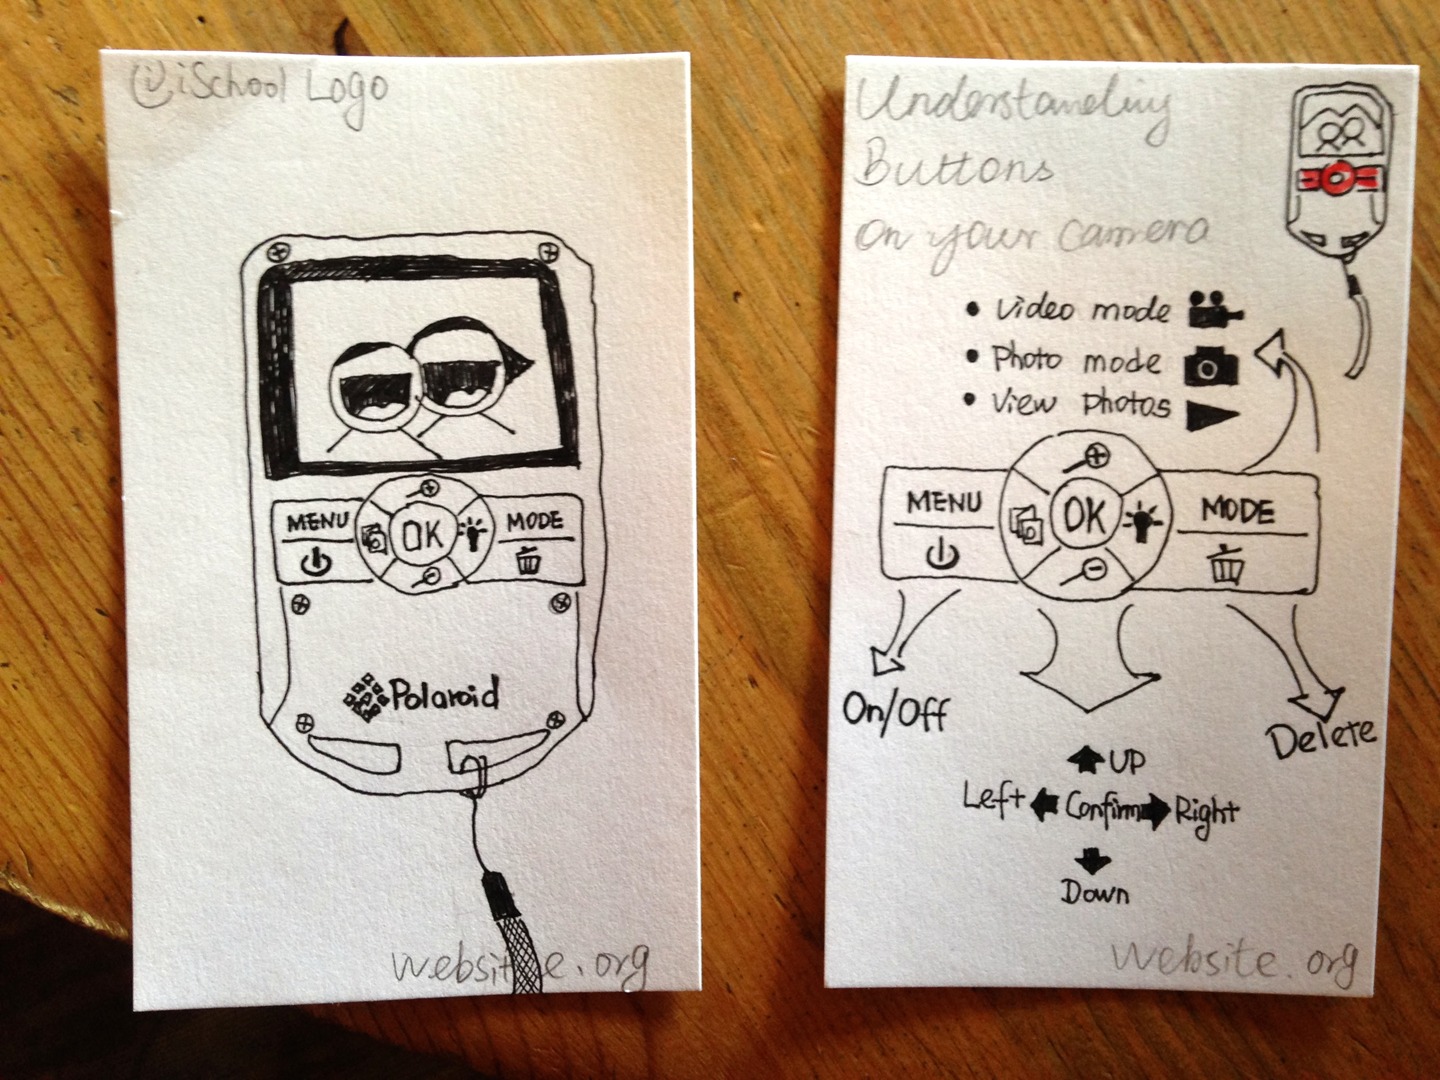 iSchool Logo
MENU
OK
MODE
Polaroid
website.org
Understanding
Buttons
on your camera
• Video mode
• Photo mode
• View photos
MENU
OK
MODE
On/Off
Delete
UP
Left Confirm Right
Down
website.org